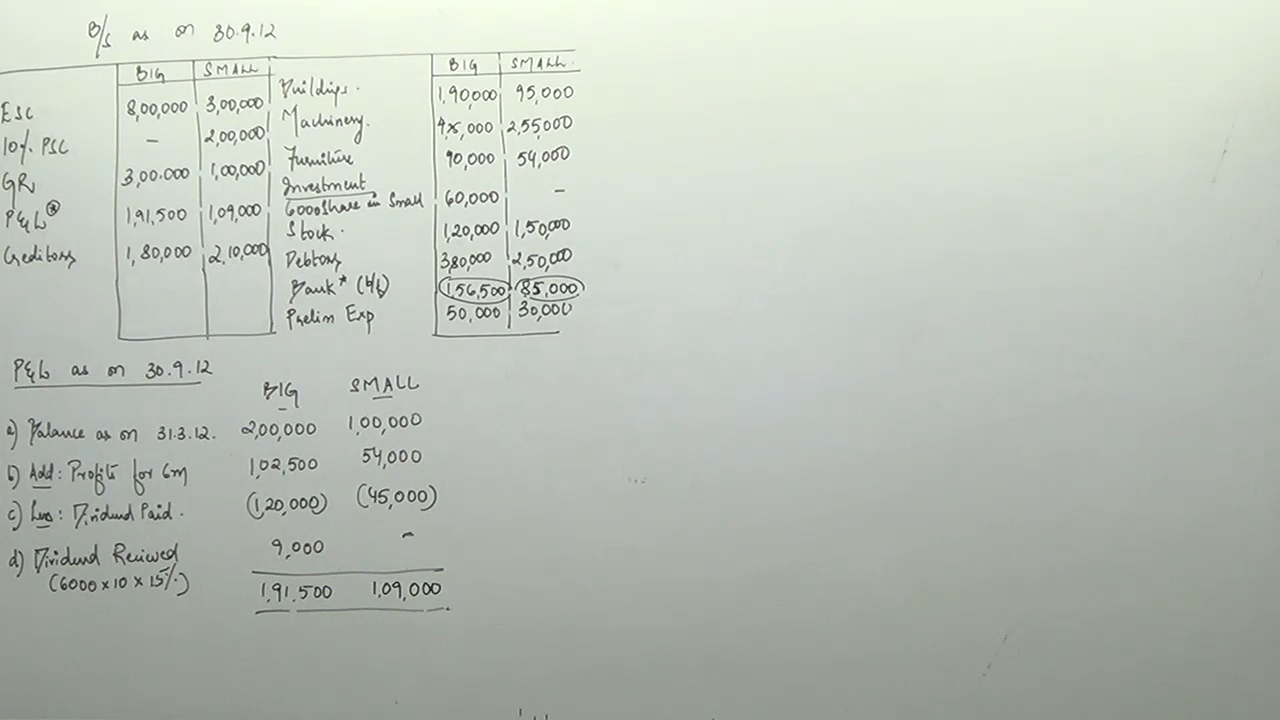 B/S as on 30.9.12
BIG SMALL BIG SMALL
ESC 8,00,000 3,00,000 Buildings. 1,90,000 95,000
10% PSC - 2,00,000 Machinery. 4,25,000 2,55,000
GR 3,00.000 1,00,000 Furniture 90,000 54,000
Investment
P&L* 1,91,500 1,09,000 6000 Share in Small 60,000 -
Stock. 1,20,000 1,50,000
Creditors 1,80,000 2,10,000 Debtors 3,80,000 2,50,000
Bank* (b/f) 1,56,500 85,000
Prelim Exp 50,000 30,000
P&L as on 30.9.12
BIG SMALL
a) Balance as on 31.3.12. 2,00,000 1,00,000
b) Add: Profits for 6m 1,02,500 54,000
c) Less: Dividend Paid. (1,20,000) (45,000)
d) Dividend Received 9,000 -
(6000 x 10 x 15%)
1,91,500 1,09,000